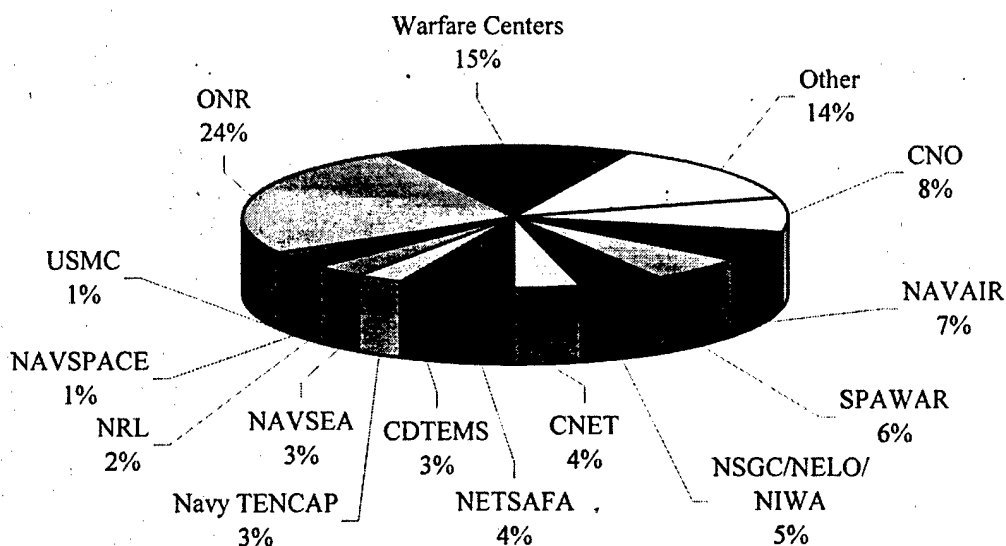 Warfare Centers
15%
Other
14%
ONR
24%
CNO
8%
USMC
1%
NAVAIR
7%
NAVSPACE
1%
SPAWAR
6%
NRL
2%
NAVSEA
3%
CDTEMS
3%
CNET
4%
NSGC/NELO/
NIWA
5%
Navy TENCAP
3%
NETSAFA
4%